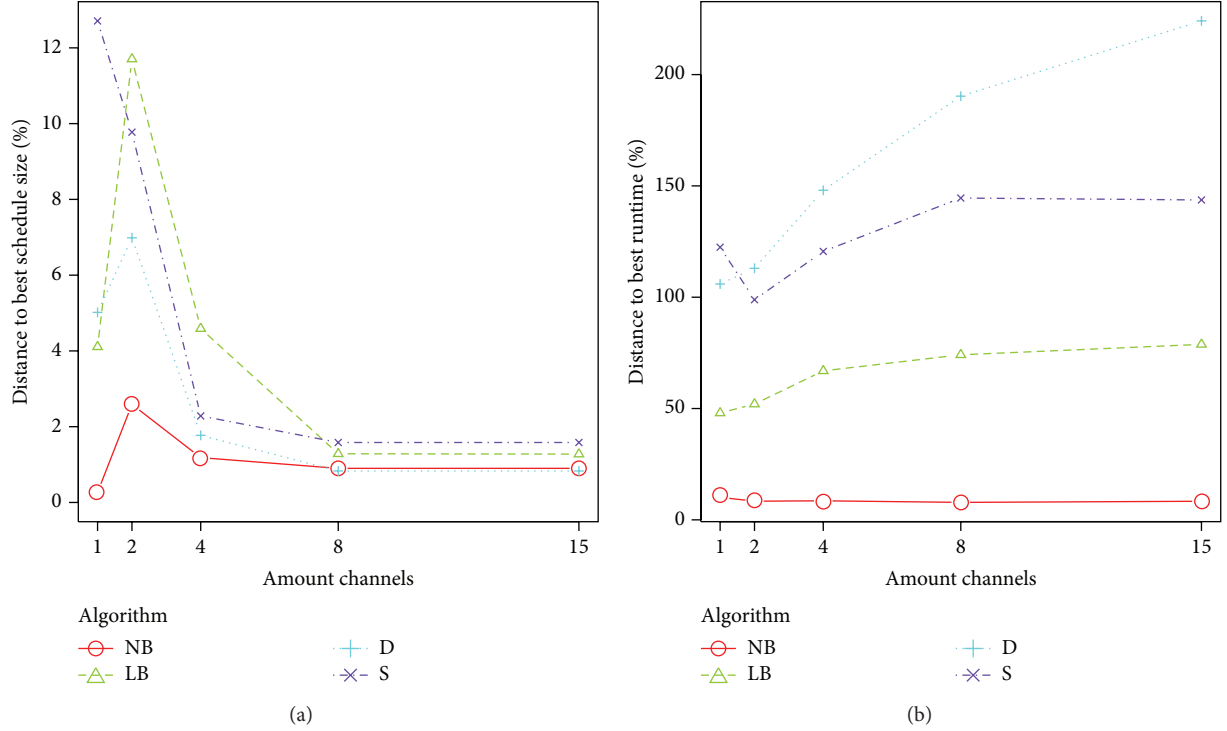 Distance to best schedule size (%)
12
10
8
6
4
2
0
1 2 4 8 15
Amount channels
Algorithm
NB D
LB S
(a)
Distance to best runtime (%)
200
150
100
50
0
1 2 4 8 15
Amount channels
Algorithm
NB D
LB S
(b)